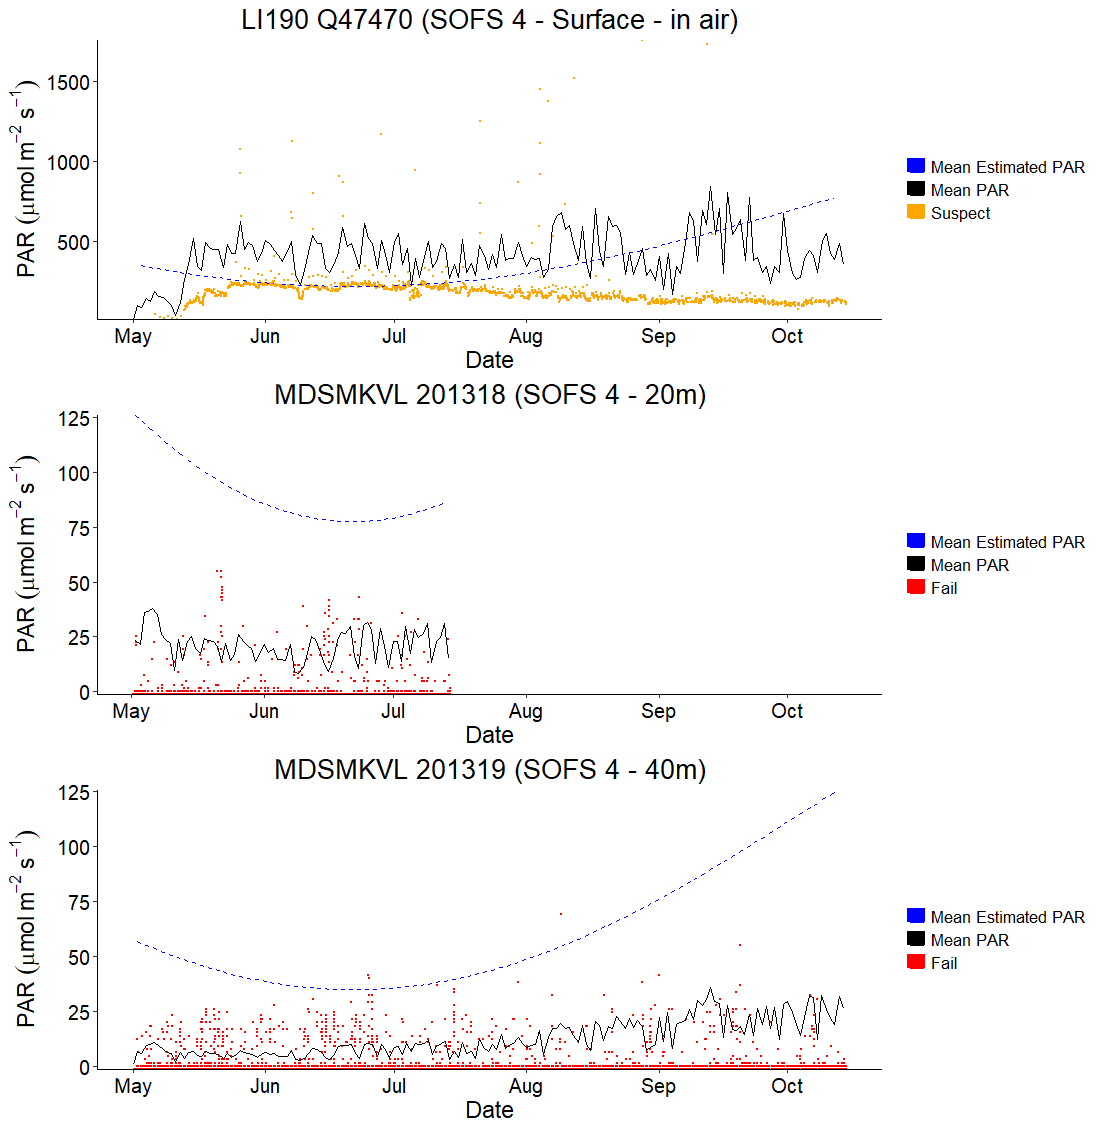 LI190 Q47470 (SOFS 4 - Surface - in air)
1500
1000
500
PAR (μmol m⁻² s⁻¹)
May Jun Jul Aug Sep Oct
Date
Mean Estimated PAR
Mean PAR
Suspect
MDSMKVL 201318 (SOFS 4 - 20m)
125
100
75
50
25
0
PAR (μmol m⁻² s⁻¹)
May Jun Jul Aug Sep Oct
Date
Mean Estimated PAR
Mean PAR
Fail
MDSMKVL 201319 (SOFS 4 - 40m)
125
100
75
50
25
0
PAR (μmol m⁻² s⁻¹)
May Jun Jul Aug Sep Oct
Date
Mean Estimated PAR
Mean PAR
Fail